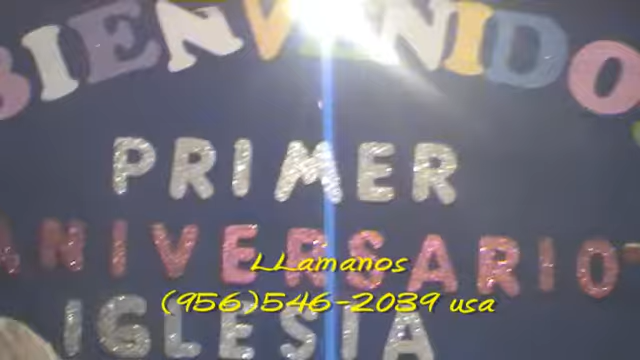 BIENVENIDO
PRIMER
ANIVERSARIO
LLamanos
(956)546-2039 usa
IGLESIA